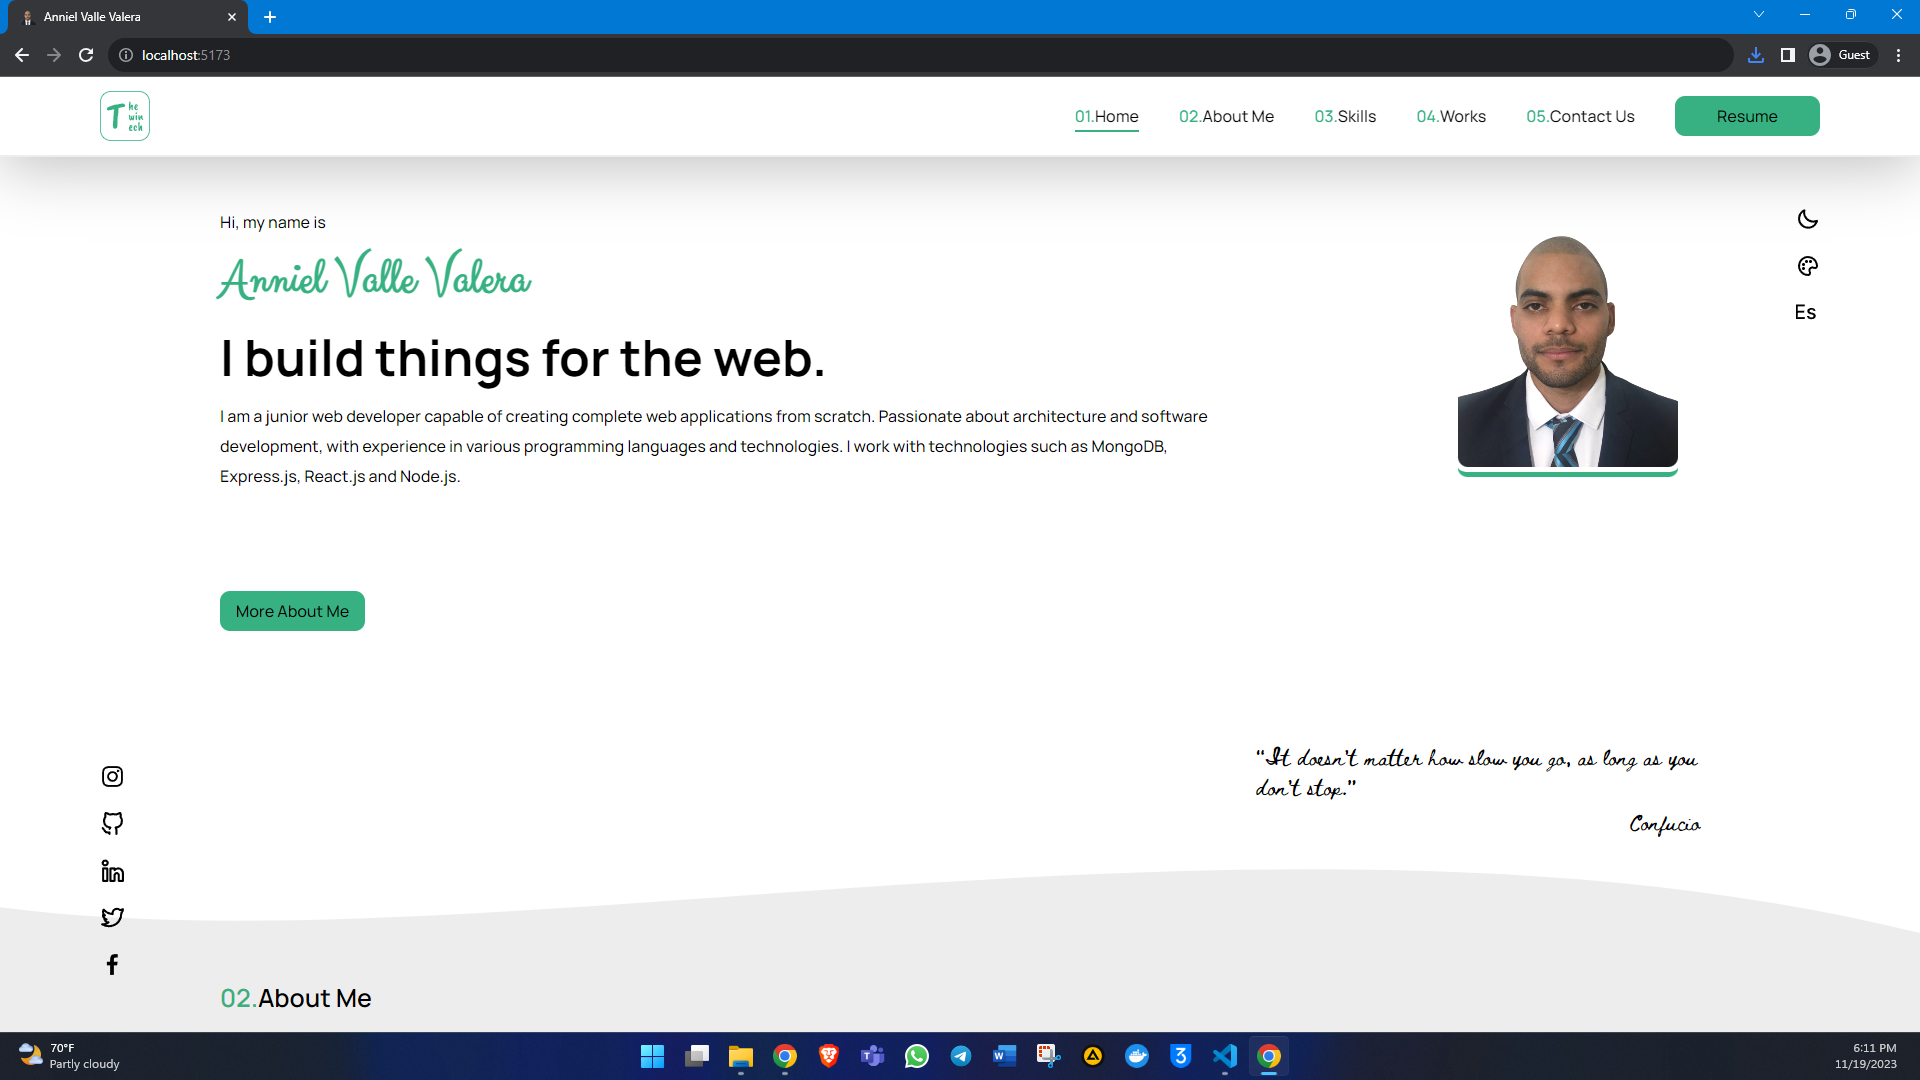 Anniel Valle Valera
localhost:5173
Guest
The
win
ech
01.Home
02.About Me
03.Skills
04.Works
05.Contact Us
Resume
Hi, my name is
Anniel Valle Valera
I build things for the web.
I am a junior web developer capable of creating complete web applications from scratch. Passionate about architecture and software
development, with experience in various programming languages and technologies. I work with technologies such as MongoDB,
Express.js, React.js and Node.js.
Es
More About Me
"It doesn't matter how slow you go, as long as you
don't stop."
Confucio
02.About Me
70°F
Partly cloudy
6:11 PM
11/19/2023